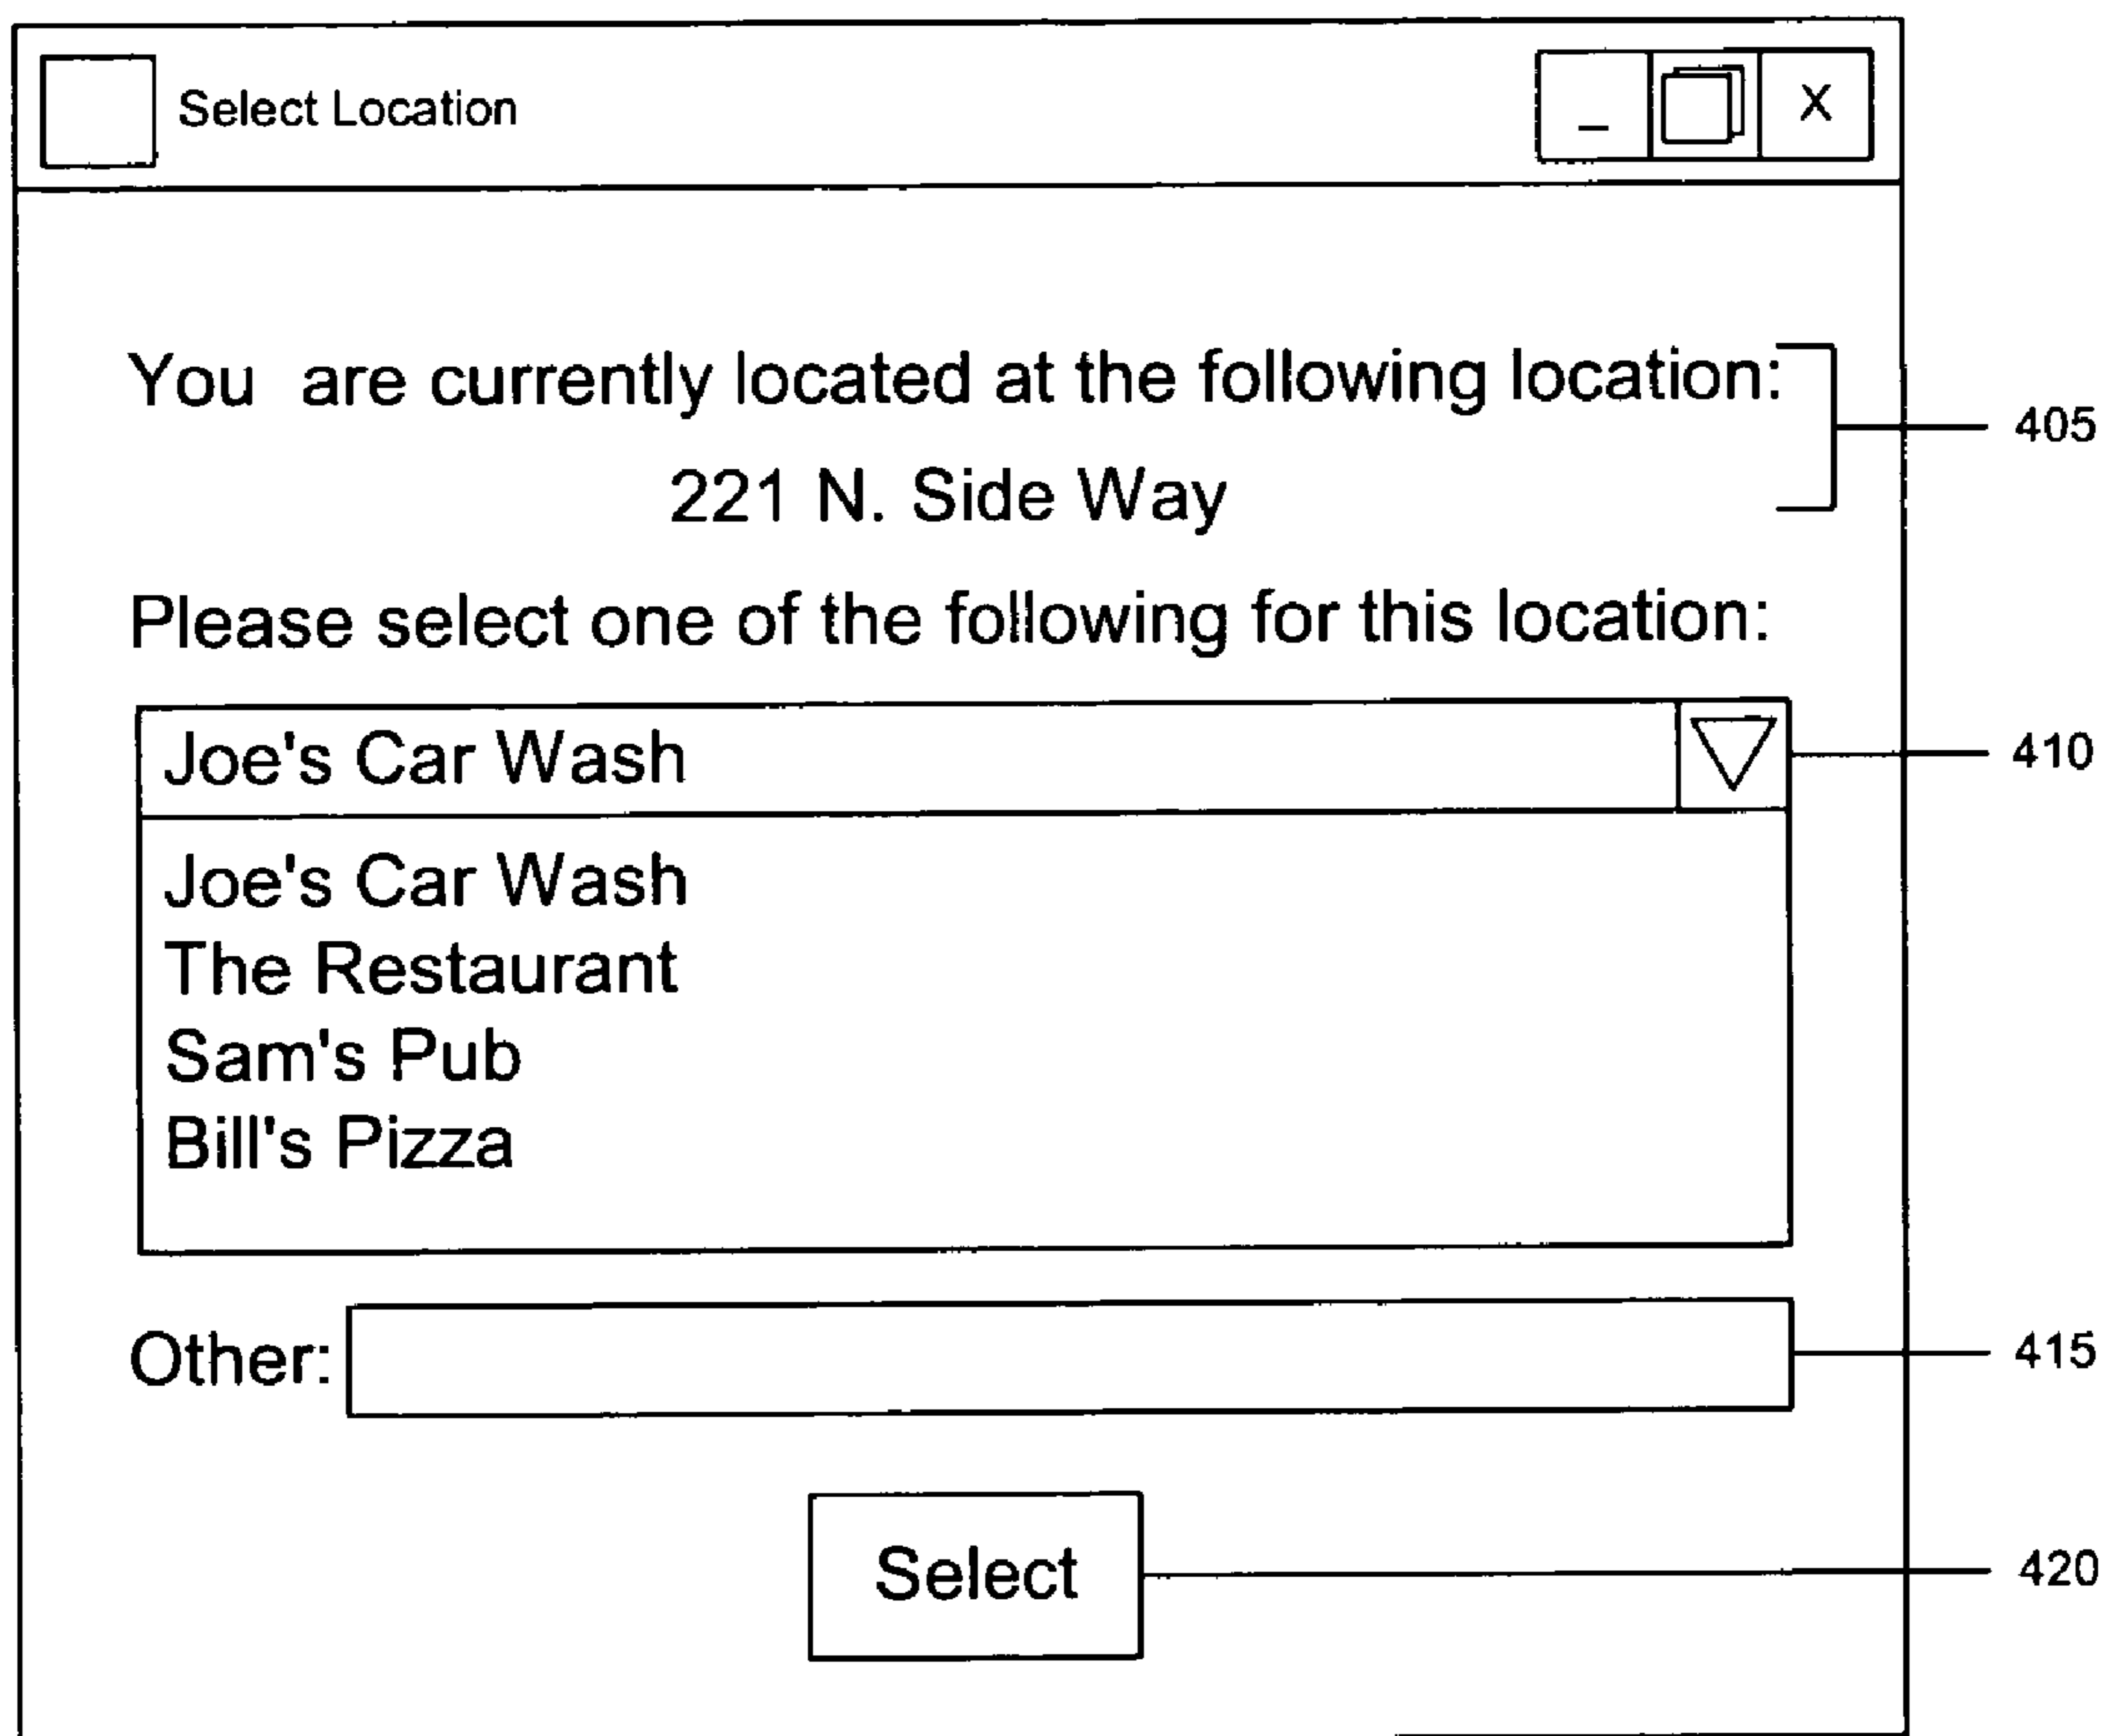 Select Location
_ X
You are currently located at the following location:
405
221 N. Side Way
Please select one of the following for this location:
Joe's Car Wash
410
Joe's Car Wash
The Restaurant
Sam's Pub
Bill's Pizza
Other:
415
Select
420